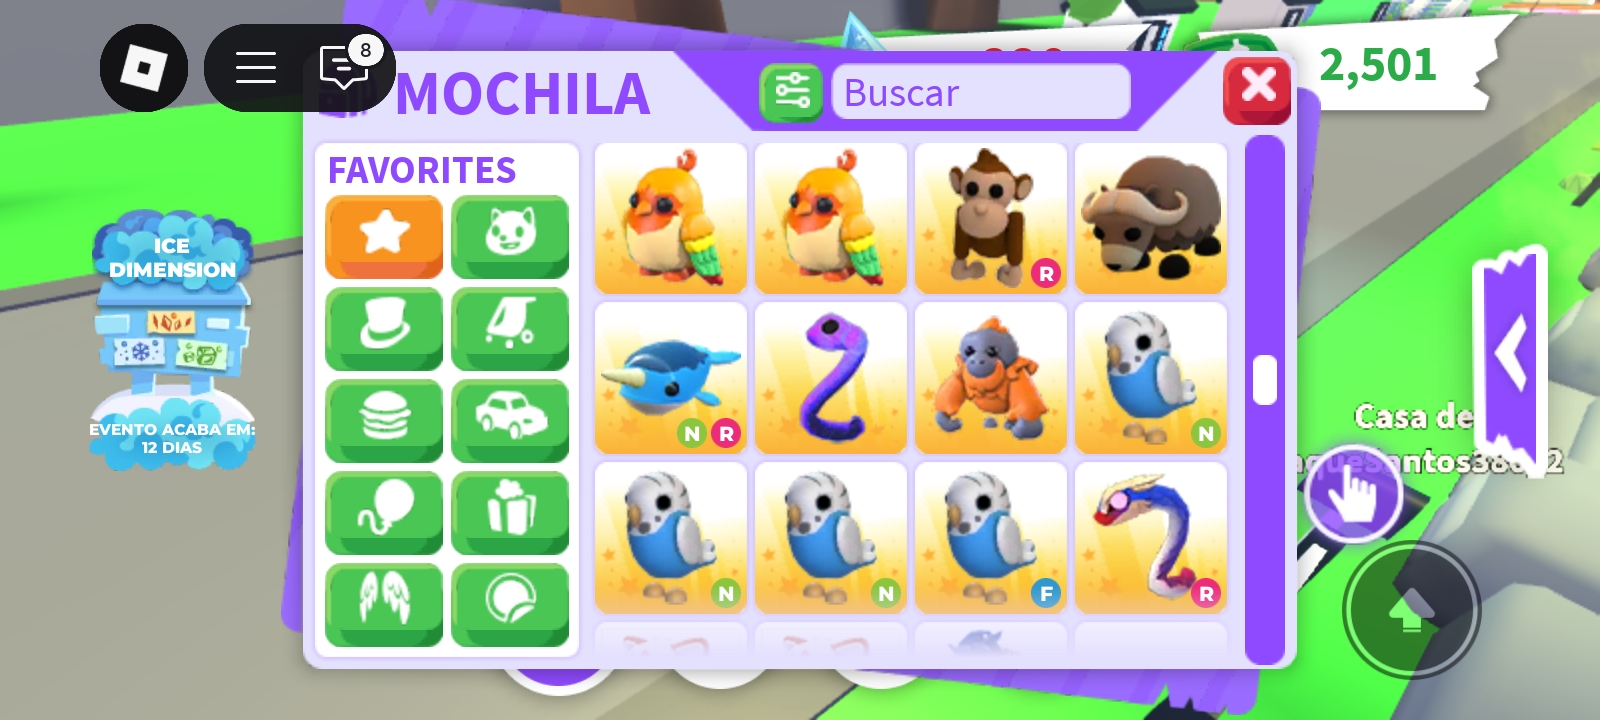 8
MOCHILA
Buscar
2,501
FAVORITES
ICE
DIMENSION
EVENTO ACABA EM:
12 DIAS
R
N R
N
N
N
F
R
Casa de